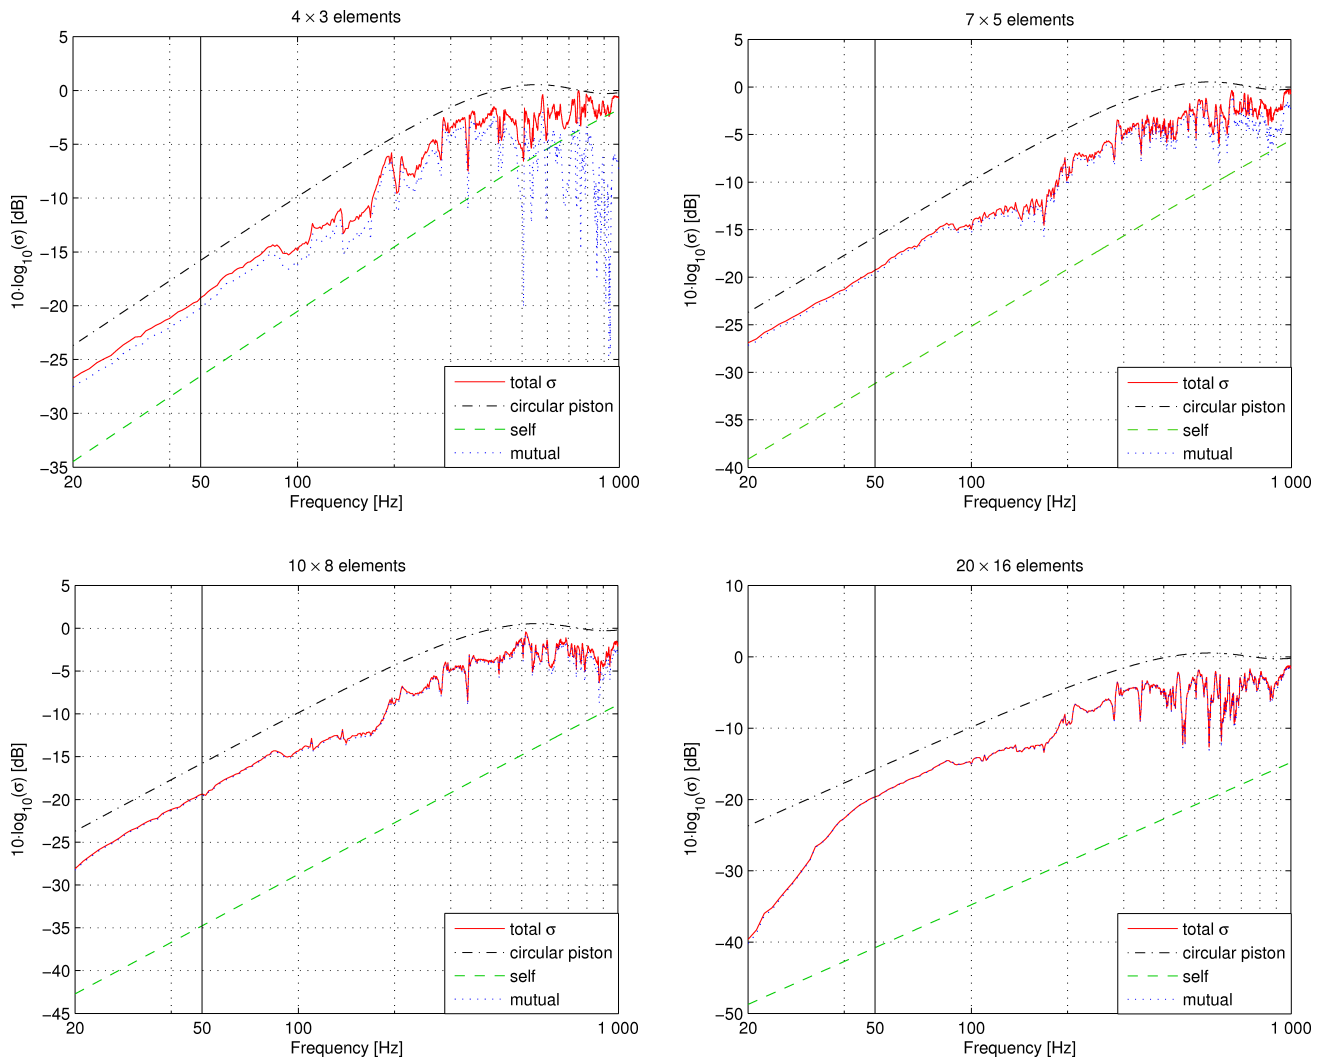 4 × 3 elements
5
0
−5
−10
−15
−20
−25
−30
−35
10·log10(σ) [dB]
20
50
100
1 000
Frequency [Hz]
total σ
circular piston
self
mutual
7 × 5 elements
5
0
−5
−10
−15
−20
−25
−30
−35
−40
10·log10(σ) [dB]
20
50
100
1 000
Frequency [Hz]
total σ
circular piston
self
mutual
10 × 8 elements
5
0
−5
−10
−15
−20
−25
−30
−35
−40
−45
10·log10(σ) [dB]
20
50
100
1 000
Frequency [Hz]
total σ
circular piston
self
mutual
20 × 16 elements
10
0
−10
−20
−30
−40
−50
10·log10(σ) [dB]
20
50
100
1 000
Frequency [Hz]
total σ
circular piston
self
mutual